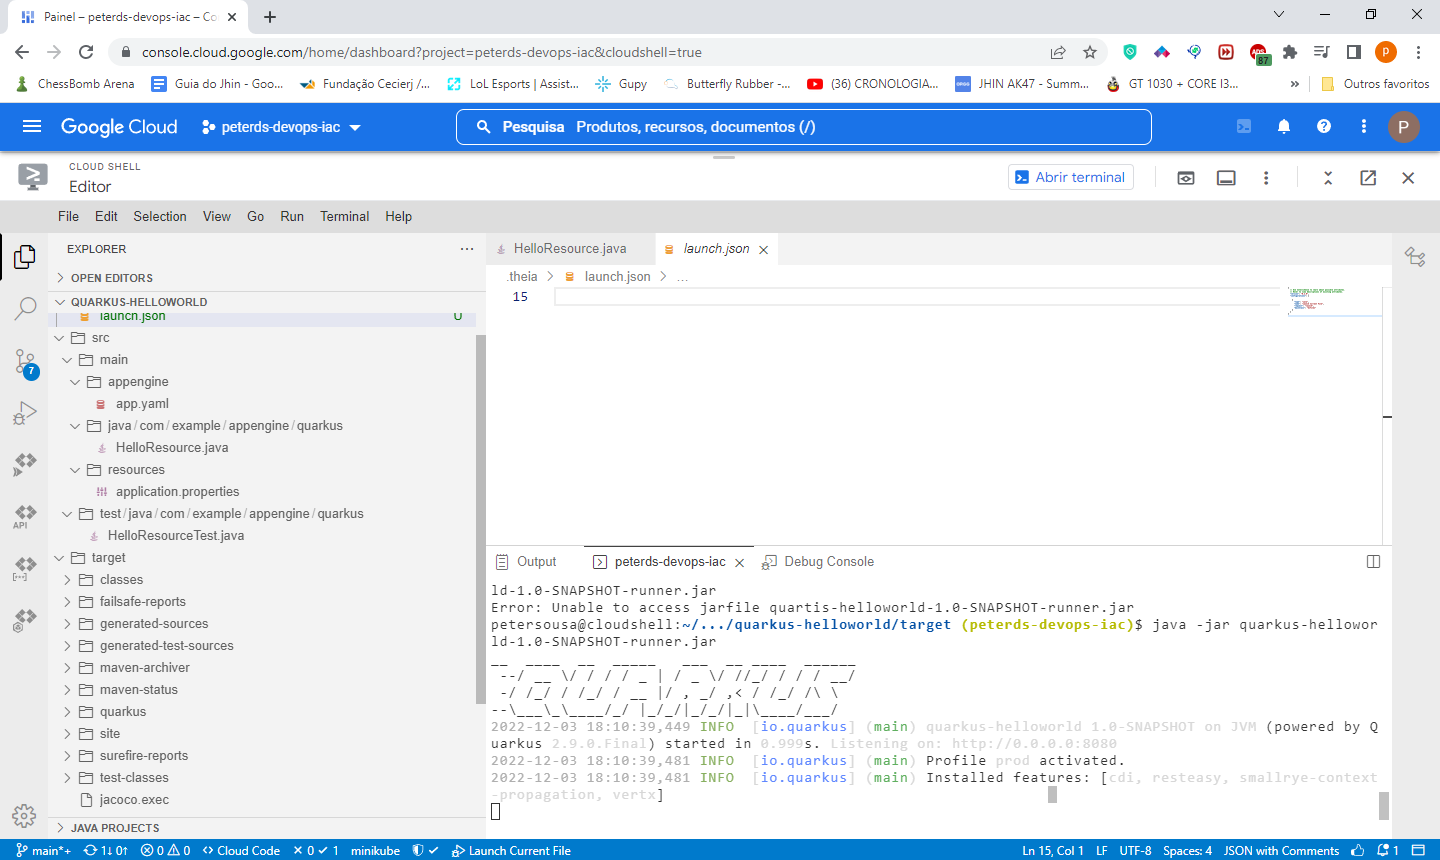 Painel – peterds-devops-iac – Co
console.cloud.google.com/home/dashboard?project=peterds-devops-iac&cloudshell=true
87
P
ChessBomb Arena
Guia do Jhin - Goo...
Fundação Cecierj /...
LoL Esports | Assist...
Gupy
Butterfly Rubber -...
(36) CRONOLOGIA...
JHIN AK47 - Summ...
GT 1030 + CORE I3...
»
Outros favoritos
Google Cloud
peterds-devops-iac
Pesquisa Produtos, recursos, documentos (/)
P
CLOUD SHELL
Editor
Abrir terminal
File Edit Selection View Go Run Terminal Help
EXPLORER
OPEN EDITORS
QUARKUS-HELLOWORLD
launch.json U
src
main
appengine
app.yaml
java/com/example/appengine/quarkus
HelloResource.java
resources
application.properties
test/java/com/example/appengine/quarkus
HelloResourceTest.java
target
classes
failsafe-reports
generated-sources
generated-test-sources
maven-archiver
maven-status
quarkus
site
surefire-reports
test-classes
jacoco.exec
JAVA PROJECTS
7
API
HelloResource.java
launch.json
.theia > launch.json > ...
15
Output
peterds-devops-iac
Debug Console
ld-1.0-SNAPSHOT-runner.jar
Error: Unable to access jarfile quartis-helloworld-1.0-SNAPSHOT-runner.jar
petersousa@cloudshell:~/.../quarkus-helloworld/target (peterds-devops-iac)$ java -jar quarkus-hellowor
ld-1.0-SNAPSHOT-runner.jar
__  ____  __  _____   ___  __ ____  ______
 --/ __ \/ / / / _ | / _ \/ //_/ / / / __/
 -/ /_/ / /_/ / __ |/ , _/ ,< / /_/ /\ \
--\___\_\____/_/ |_/_/|_/_/|_|\____/___/
2022-12-03 18:10:39,449 INFO  [io.quarkus] (main) quarkus-helloworld 1.0-SNAPSHOT on JVM (powered by Q
uarkus 2.9.0.Final) started in 0.999s. Listening on: http://0.0.0.0:8080
2022-12-03 18:10:39,481 INFO  [io.quarkus] (main) Profile prod activated.
2022-12-03 18:10:39,481 INFO  [io.quarkus] (main) Installed features: [cdi, resteasy, smallrye-context
-propagation, vertx]
main*+
1↓ 0↑
0 0
Cloud Code
0 1
minikube
Launch Current File
Ln 15, Col 1
LF
UTF-8
Spaces: 4
JSON with Comments
1